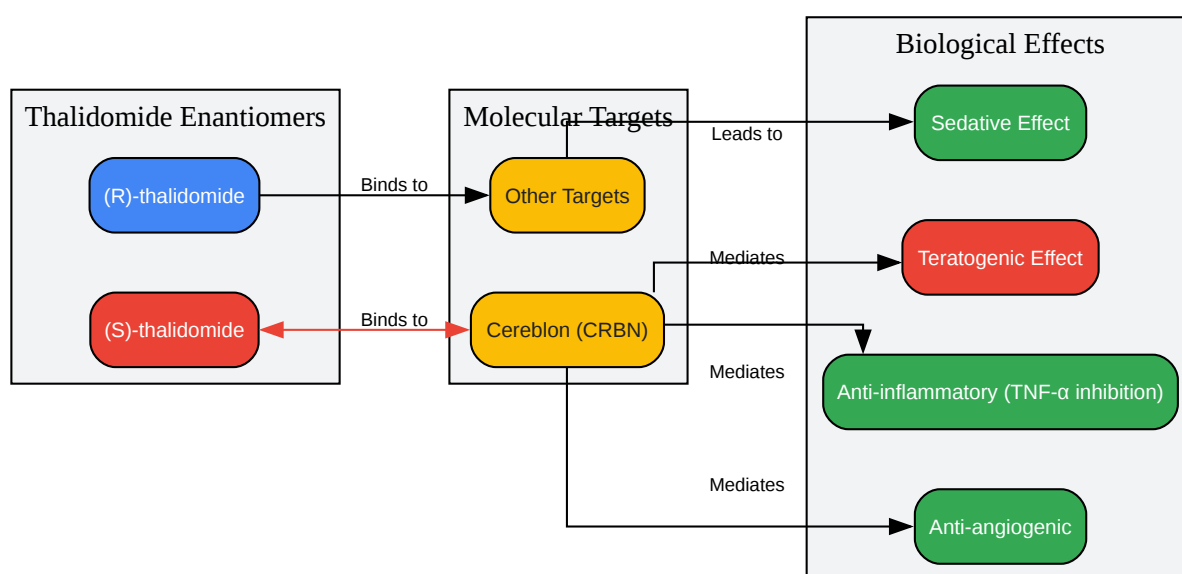 Thalidomide Enantiomers
(R)-thalidomide
(S)-thalidomide
Binds to
Binds to
Molecular Targets
Other Targets
Cereblon (CRBN)
Leads to
Mediates
Mediates
Mediates
Biological Effects
Sedative Effect
Teratogenic Effect
Anti-inflammatory (TNF-α inhibition)
Anti-angiogenic